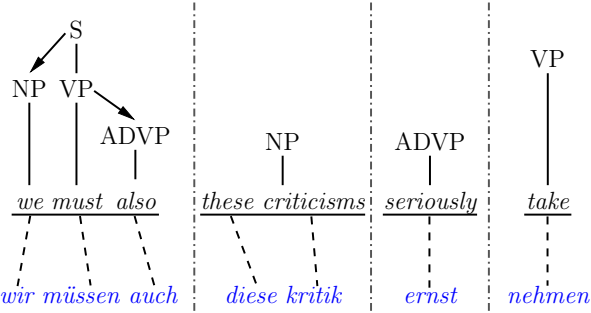 S
VP
NP VP
ADVP NP ADVP
we must also these criticisms seriously take
wir müssen auch diese kritik ernst nehmen